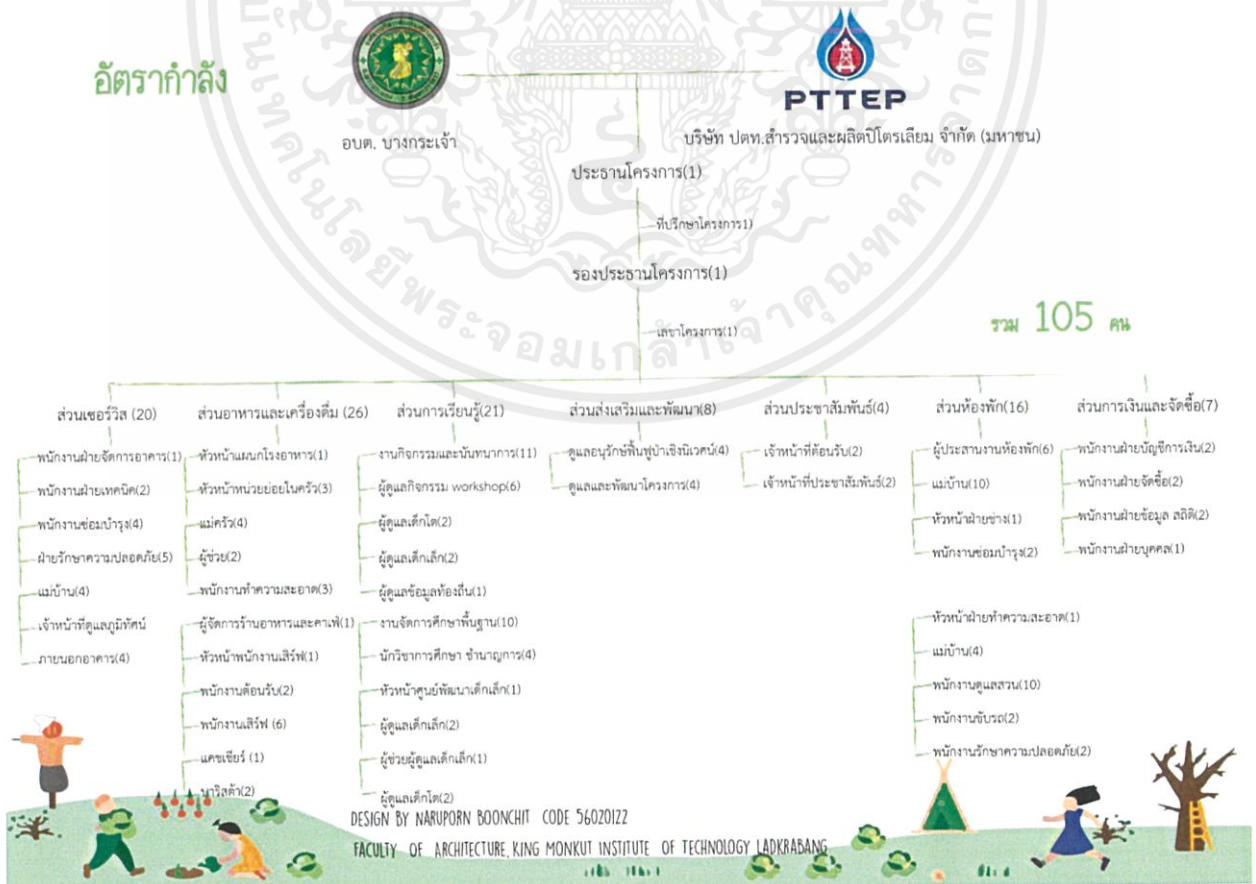 อัตรากำลัง
PTTEP
อบต. บางกระเจ้า
บริษัท ปตท.สำรวจและผลิตปิโตรเลียม จำกัด (มหาชน)
ประธานโครงการ(1)
ที่ปรึกษาโครงการ1)
รองประธานโครงการ(1)
เลขาโครงการ(1)
รวม 105 คน
ส่วนเซอร์วิส (20)
พนักงานฝ่ายจัดการอาคาร(1)
พนักงานฝ่ายเทคนิค(2)
พนักงานซ่อมบำรุง(4)
ฝ่ายรักษาความปลอดภัย(5)
แม่บ้าน(4)
เจ้าหน้าที่ดูแลภูมิทัศน์
ภายนอกอาคาร(4)
ส่วนอาหารและเครื่องดื่ม (26)
หัวหน้าแผนกโรงอาหาร(1)
หัวหน้าหน่วยย่อยในครัว(3)
แม่ครัว(4)
ผู้ช่วย(2)
พนักงานทำความสะอาด(3)
ผู้จัดการร้านอาหารและคาเฟ่(1)
หัวหน้าพนักงานเสิร์ฟ(1)
พนักงานต้อนรับ(2)
พนักงานเสิร์ฟ (6)
แคชเชียร์ (1)
บาริสต้า(2)
ส่วนการเรียนรู้(21)
งานกิจกรรมและนันทนาการ(11)
ผู้ดูแลกิจกรรม workshop(6)
ผู้ดูแลเด็กโต(2)
ผู้ดูแลเด็กเล็ก(2)
ผู้ดูแลข้อมูลท้องถิ่น(1)
งานจัดการศึกษาพื้นฐาน(10)
นักวิชาการศึกษา ชำนาญการ(4)
หัวหน้าศูนย์พัฒนาเด็กเล็ก(1)
ผู้ดูแลเด็กเล็ก(2)
ผู้ช่วยผู้ดูแลเด็กเล็ก(1)
ผู้ดูแลเด็กโต(2)
ส่วนส่งเสริมและพัฒนา(8)
ดูแลอนุรักษ์ฟื้นฟูป่าเชิงนิเวศน์(4)
ดูแลและพัฒนาโครงการ(4)
ส่วนประชาสัมพันธ์(4)
เจ้าหน้าที่ต้อนรับ(2)
เจ้าหน้าที่ประชาสัมพันธ์(2)
ส่วนห้องพัก(16)
ผู้ประสานงานห้องพัก(6)
แม่บ้าน(10)
หัวหน้าฝ่ายช่าง(1)
พนักงานซ่อมบำรุง(2)
หัวหน้าฝ่ายทำความสะอาด(1)
แม่บ้าน(4)
พนักงานดูแลสวน(10)
พนักงานขับรถ(2)
พนักงานรักษาความปลอดภัย(2)
ส่วนการเงินและจัดซื้อ(7)
พนักงานฝ่ายบัญชีการเงิน(2)
พนักงานฝ่ายจัดซื้อ(2)
พนักงานฝ่ายข้อมูล สถิติ(2)
พนักงานฝ่ายบุคคล(1)
DESIGN BY NARUPORN BOONCHIT CODE 56020122
FACULTY OF ARCHITECTURE, KING MONKUT INSTITUTE OF TECHNOLOGY LADKRABANG